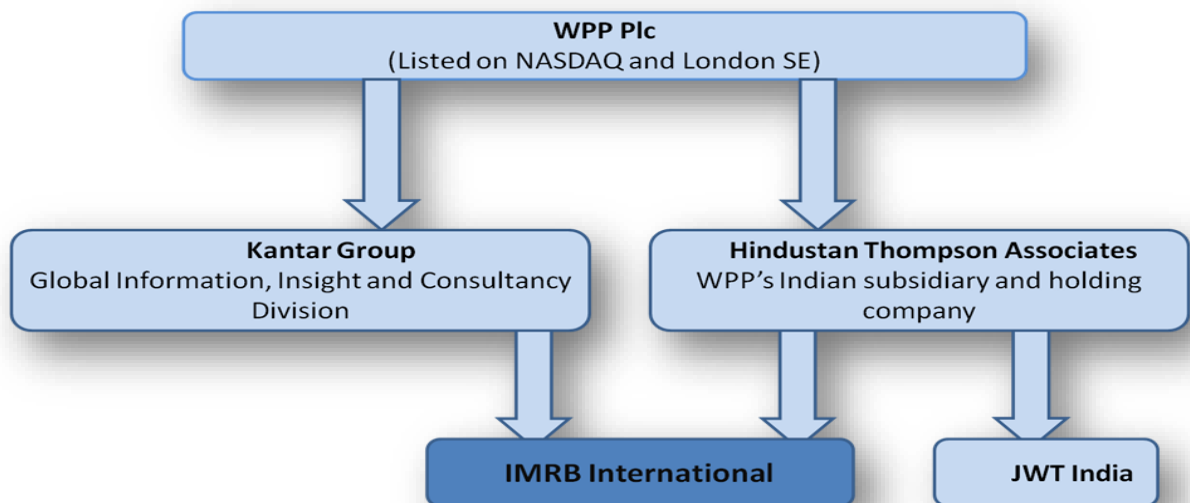 WPP Plc
(Listed on NASDAQ and London SE)
Kantar Group
Global Information, Insight and Consultancy
Division
Hindustan Thompson Associates
WPP’s Indian subsidiary and holding
company
IMRB International
JWT India